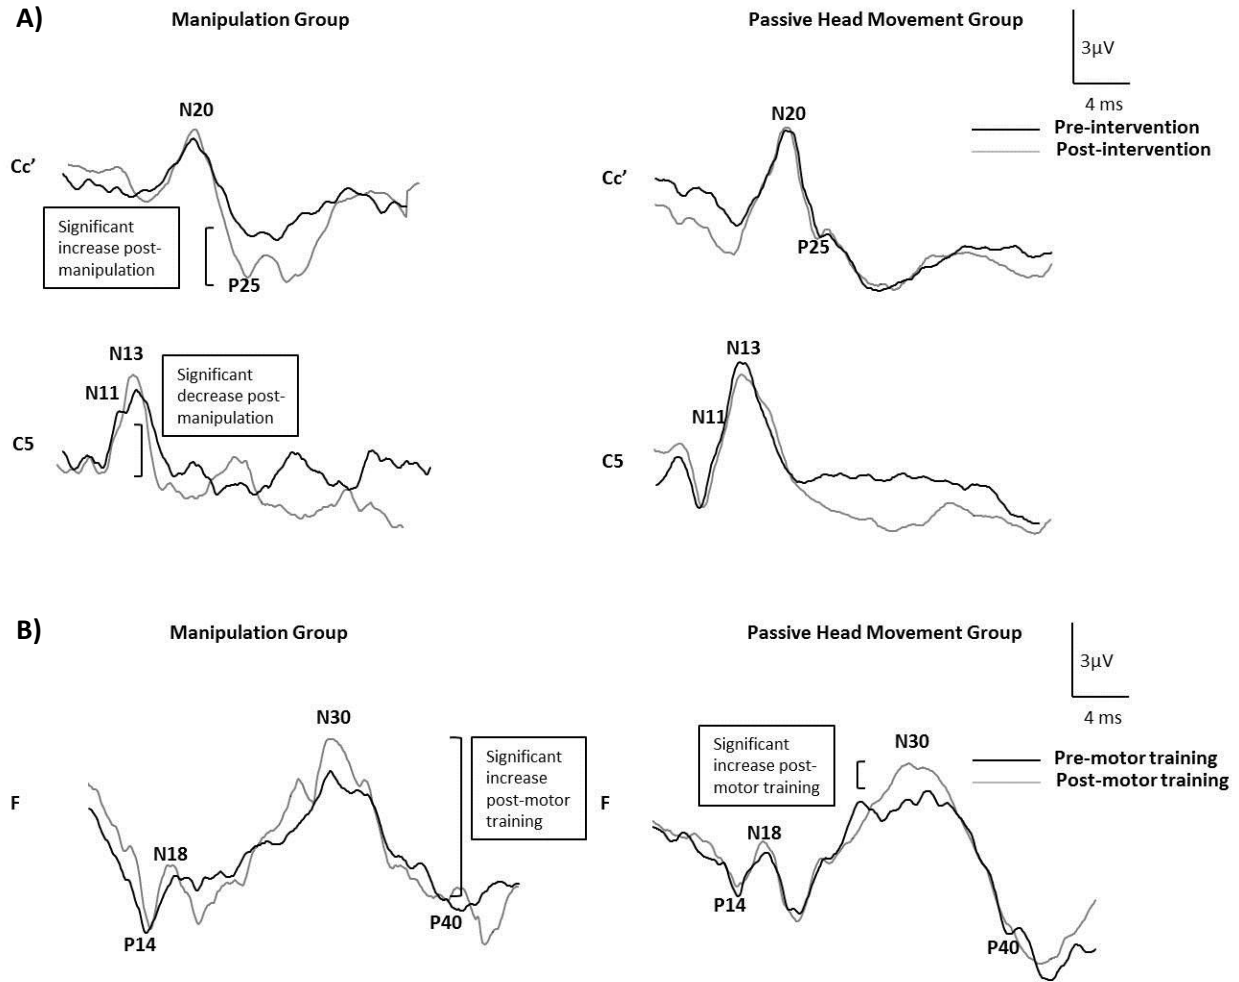 A)
Manipulation Group
Passive Head Movement Group
3µV
4 ms
Pre-intervention
Post-intervention
N20
Cc’
Significant
increase post-
manipulation
P25
N20
Cc’
P25
N13
N11
Significant
decrease post-
manipulation
C5
N13
N11
C5
B)
Manipulation Group
Passive Head Movement Group
3µV
4 ms
Pre-motor training
Post-motor training
N30
Significant
increase
post-motor
training
F
N18
P14
P40
Significant
increase post-
motor training
N30
F
N18
P14
P40